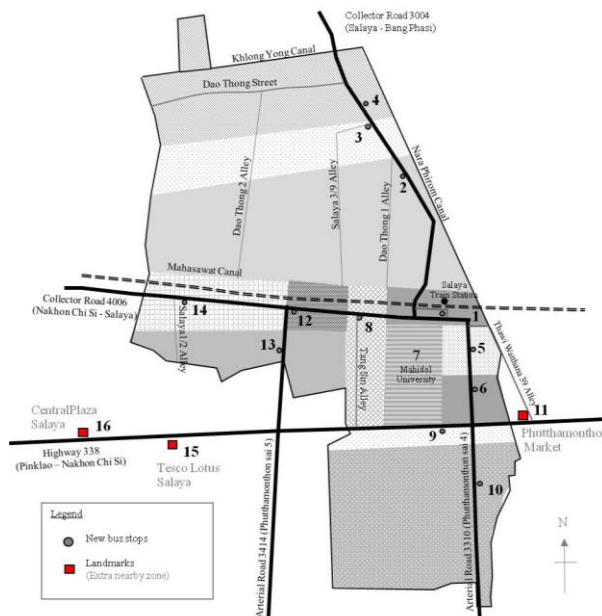 Collector Road 3004
(Salaya - Bang Phasi)
Khlong Yong Canal
Dao Thong Street
4
3
2
Dao Thong 2 Alley
Salaya 3/9 Alley
Dao Thong 1 Alley
Nara Phirom Canal
Mahasawat Canal
Collector Road 4006
(Nakhon Chi Si - Salaya)
Salaya
Train Station
14
12
8
1
Salaya 1/2 Alley
13
Tang Sin Alley
7
Mahidol
University
5
6
Thawi Watthana 39 Alley
11
Phutthamonthon
Market
CentralPlaza
Salaya
16
15
Tesco Lotus
Salaya
9
Highway 338
(Pinklao – Nakhon Chi Si)
10
Arterial Road 3414 (Phutthamonthon sai 5)
Arterial Road 3310 (Phutthamonthon sai 4)
Legend
New bus stops
Landmarks
(Extra nearby zone)
N